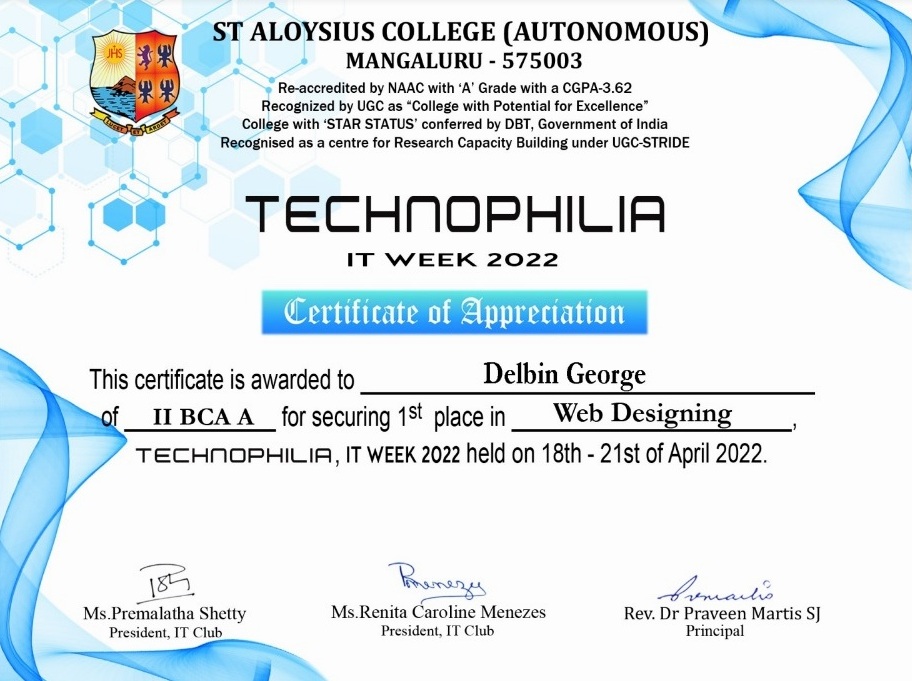 ST ALOYSIUS COLLEGE (AUTONOMOUS)
MANGALURU - 575003
Re-accredited by NAAC with ‘A’ Grade with a CGPA-3.62
Recognized by UGC as “College with Potential for Excellence”
College with ‘STAR STATUS’ conferred by DBT, Government of India
Recognised as a centre for Research Capacity Building under UGC-STRIDE
JHS
LUCET ET ARDET
TECHNOPHILIA
IT WEEK 2022
Certificate of Appreciation
This certificate is awarded to Delbin George
of II BCA A for securing 1st place in Web Designing,
TECHNOPHILIA, IT WEEK 2022 held on 18th - 21st of April 2022.
Ms.Premalatha Shetty
President, IT Club
Ms.Renita Caroline Menezes
President, IT Club
Rev. Dr Praveen Martis SJ
Principal